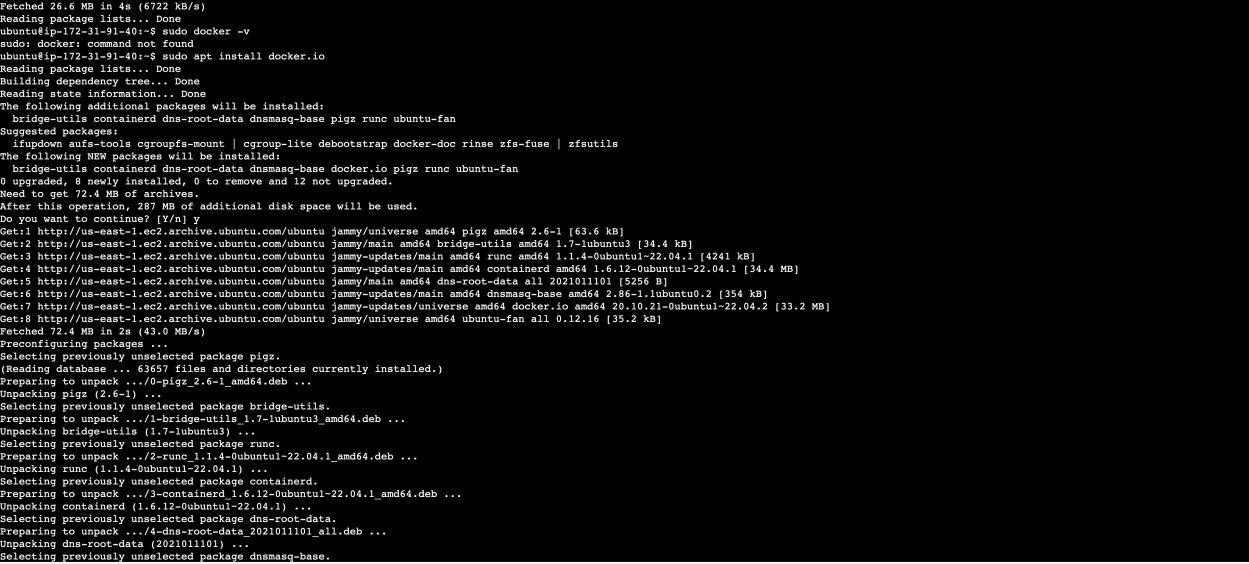 Fetched 26.6 MB in 4s (6722 kB/s)
Reading package lists... Done
ubuntu@ip-172-31-91-40:~$ sudo docker -v
sudo: docker: command not found
ubuntu@ip-172-31-91-40:~$ sudo apt install docker.io
Reading package lists... Done
Building dependency tree... Done
Reading state information... Done
The following additional packages will be installed:
  bridge-utils containerd dns-root-data dnsmasq-base pigz runc ubuntu-fan
Suggested packages:
  ifupdown aufs-tools cgroupfs-mount | cgroup-lite debootstrap docker-doc rinse zfs-fuse | zfsutils
The following NEW packages will be installed:
  bridge-utils containerd dns-root-data dnsmasq-base docker.io pigz runc ubuntu-fan
0 upgraded, 8 newly installed, 0 to remove and 12 not upgraded.
Need to get 72.4 MB of archives.
After this operation, 287 MB of additional disk space will be used.
Do you want to continue? [Y/n] y
Get:1 http://us-east-1.ec2.archive.ubuntu.com/ubuntu jammy/universe amd64 pigz amd64 2.6-1 [63.6 kB]
Get:2 http://us-east-1.ec2.archive.ubuntu.com/ubuntu jammy/main amd64 bridge-utils amd64 1.7-1ubuntu3 [34.4 kB]
Get:3 http://us-east-1.ec2.archive.ubuntu.com/ubuntu jammy-updates/main amd64 runc amd64 1.1.4-0ubuntu1~22.04.1 [4241 kB]
Get:4 http://us-east-1.ec2.archive.ubuntu.com/ubuntu jammy-updates/main amd64 containerd amd64 1.6.12-0ubuntu1~22.04.1 [34.4 MB]
Get:5 http://us-east-1.ec2.archive.ubuntu.com/ubuntu jammy/main amd64 dns-root-data all 2021011101 [5256 B]
Get:6 http://us-east-1.ec2.archive.ubuntu.com/ubuntu jammy-updates/main amd64 dnsmasq-base amd64 2.86-1.1ubuntu0.2 [354 kB]
Get:7 http://us-east-1.ec2.archive.ubuntu.com/ubuntu jammy-updates/universe amd64 docker.io amd64 20.10.21-0ubuntu1~22.04.2 [33.2 MB]
Get:8 http://us-east-1.ec2.archive.ubuntu.com/ubuntu jammy/universe amd64 ubuntu-fan all 0.12.16 [35.2 kB]
Fetched 72.4 MB in 2s (43.0 MB/s)
Preconfiguring packages ...
Selecting previously unselected package pigz.
(Reading database ... 63657 files and directories currently installed.)
Preparing to unpack .../0-pigz_2.6-1_amd64.deb ...
Unpacking pigz (2.6-1) ...
Selecting previously unselected package bridge-utils.
Preparing to unpack .../1-bridge-utils_1.7-1ubuntu3_amd64.deb ...
Unpacking bridge-utils (1.7-1ubuntu3) ...
Selecting previously unselected package runc.
Preparing to unpack .../2-runc_1.1.4-0ubuntu1~22.04.1_amd64.deb ...
Unpacking runc (1.1.4-0ubuntu1~22.04.1) ...
Selecting previously unselected package containerd.
Preparing to unpack .../3-containerd_1.6.12-0ubuntu1~22.04.1_amd64.deb ...
Unpacking containerd (1.6.12-0ubuntu1~22.04.1) ...
Selecting previously unselected package dns-root-data.
Preparing to unpack .../4-dns-root-data_2021011101_all.deb ...
Unpacking dns-root-data (2021011101) ...
Selecting previously unselected package dnsmasq-base.